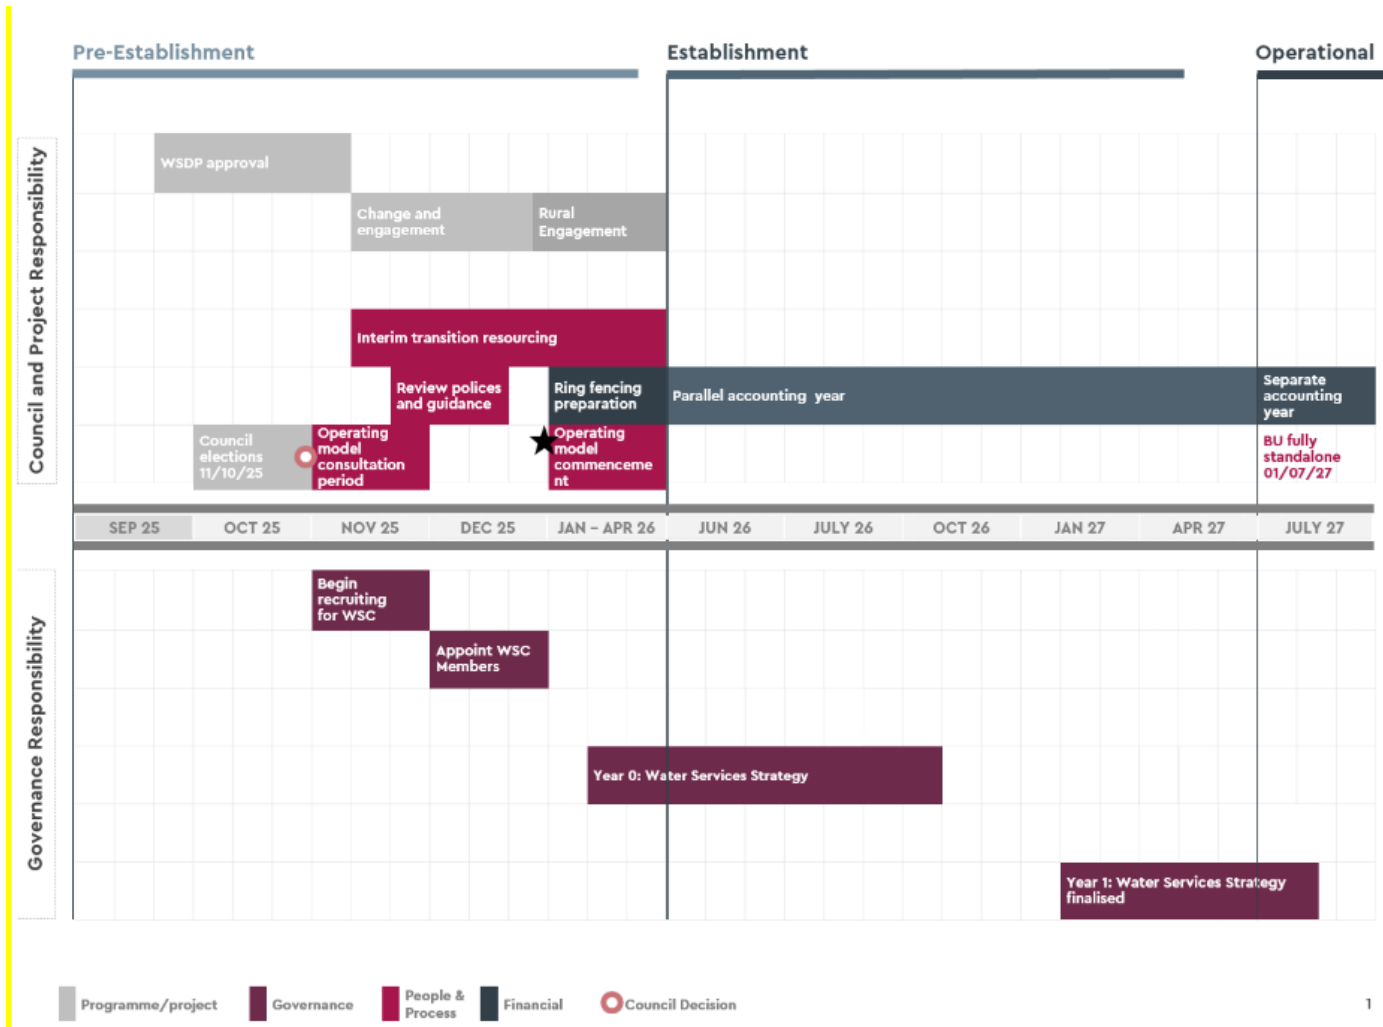 Pre-Establishment
Establishment
Operational
Council and Project Responsibility
WSDP approval
Change and
engagement
Rural
Engagement
Interim transition resourcing
Review polices
and guidance
Ring fencing
preparation
Parallel accounting year
Separate
accounting
year
Council
elections
11/10/25
Operating
model
consultation
period
Operating
model
commenceme
nt
BU fully
standalone
01/07/27
SEP 25
OCT 25
NOV 25
DEC 25
JAN – APR 26
JUN 26
JULY 26
OCT 26
JAN 27
APR 27
JULY 27
Governance Responsibility
Begin
recruiting
for WSC
Appoint WSC
Members
Year 0: Water Services Strategy
Year 1: Water Services Strategy
finalised
Programme/project
Governance
People &
Process
Financial
Council Decision
1